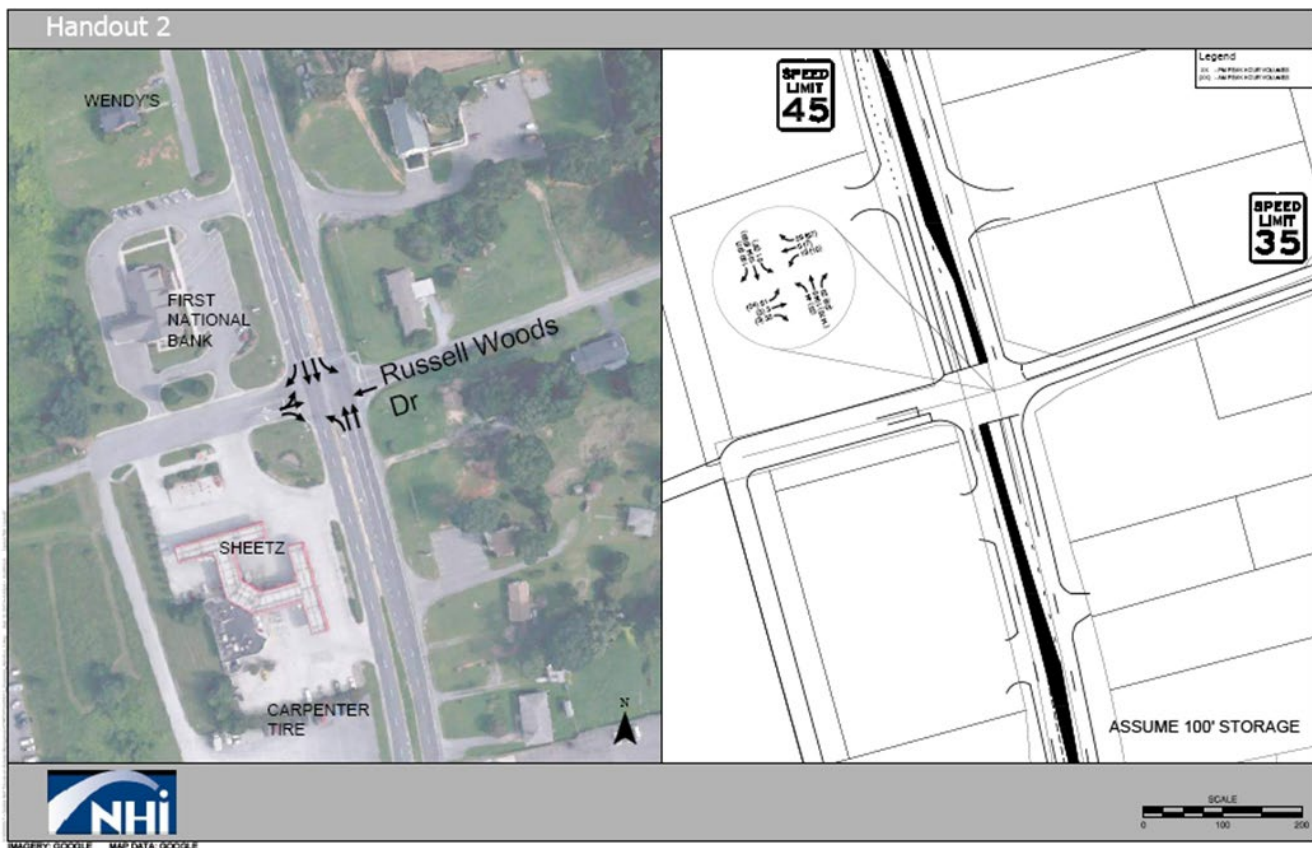 Handout 2
WENDY'S
FIRST
NATIONAL
BANK
Russell Woods
Dr
SHEETZ
CARPENTER
TIRE
N
SPEED
LIMIT
45
Legend
SPEED
LIMIT
35
ASSUME 100' STORAGE
NHi
SCALE
0 100 200
IMAGERY: GOOGLE MAP DATA: GOOGLE